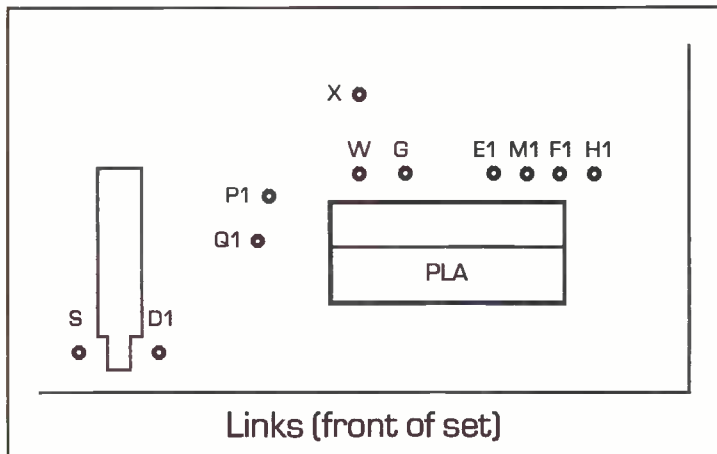 X
W G E1 M1 F1 H1
P1
Q1
PLA
S D1
Links (front of set)